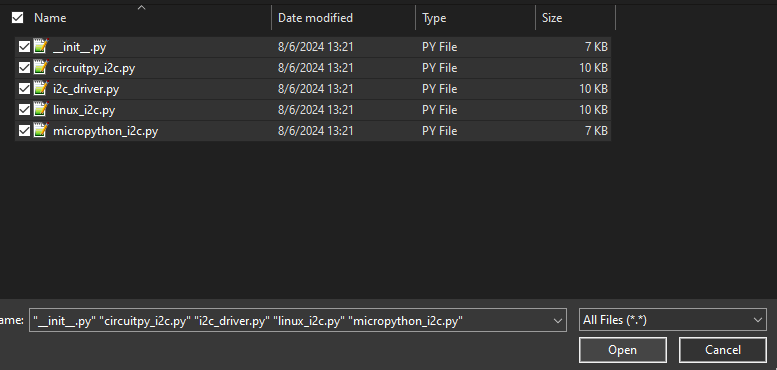 Name Date modified Type Size
__init__.py 8/6/2024 13:21 PY File 7 KB
circuitpy_i2c.py 8/6/2024 13:21 PY File 10 KB
i2c_driver.py 8/6/2024 13:21 PY File 10 KB
linux_i2c.py 8/6/2024 13:21 PY File 10 KB
micropython_i2c.py 8/6/2024 13:21 PY File 7 KB
ame: "__init__.py" "circuitpy_i2c.py" "i2c_driver.py" "linux_i2c.py" "micropython_i2c.py" All Files (*.*)
Open Cancel